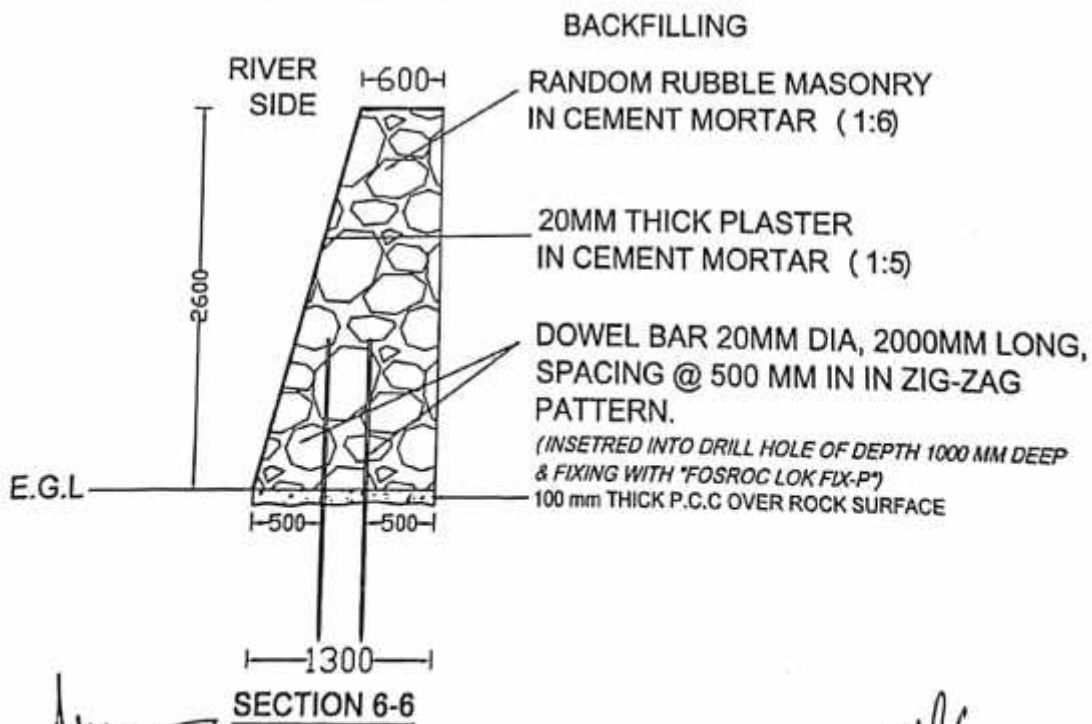 BACKFILLING
RIVER
SIDE
600
RANDOM RUBBLE MASONRY
IN CEMENT MORTAR ( 1:6)
20MM THICK PLASTER
IN CEMENT MORTAR ( 1:5)
2600
DOWEL BAR 20MM DIA, 2000MM LONG,
SPACING @ 500 MM IN IN ZIG-ZAG
PATTERN.
(INSETRED INTO DRILL HOLE OF DEPTH 1000 MM DEEP
& FIXING WITH "FOSROC LOK FIX-P")
E.G.L
100 mm THICK P.C.C OVER ROCK SURFACE
500 500
1300
SECTION 6-6